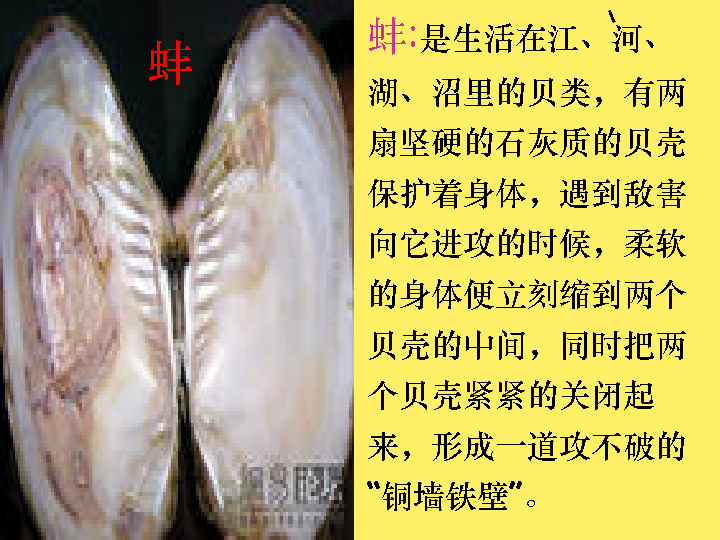 蚌
蚌:是生活在江、河、
湖、沼里的贝类，有两
扇坚硬的石灰质的贝壳
保护着身体，遇到敌害
向它进攻的时候，柔软
的身体便立刻缩到两个
贝壳的中间，同时把两
个贝壳紧紧的关闭起
来，形成一道攻不破的
“铜墙铁壁”。